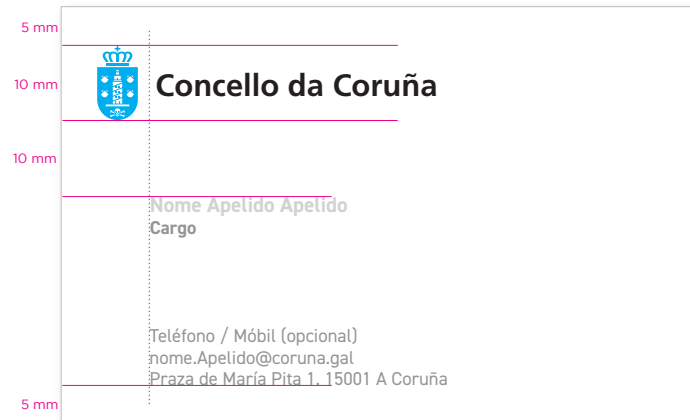 5 mm
10 mm
Concello da Coruña
10 mm
Nome Apelido Apelido
Cargo
Teléfono / Móbil (opcional)
nome.Apelido@coruna.gal
Praza de María Pita 1. 15001 A Coruña
5 mm